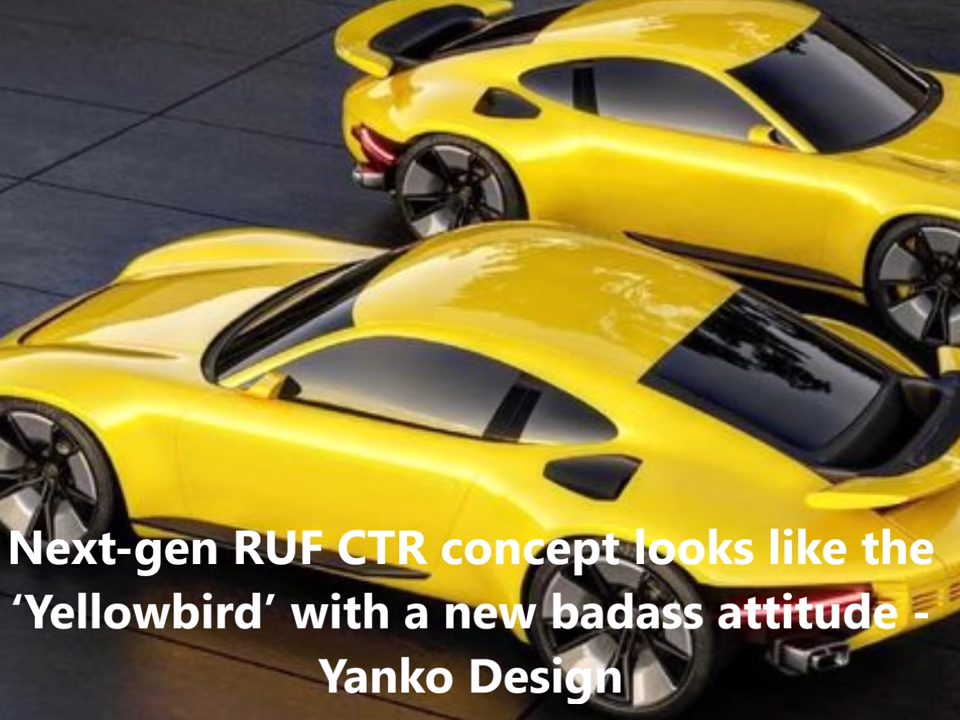 Next-gen RUF CTR concept looks like the
‘Yellowbird’ with a new badass attitude -
Yanko Design